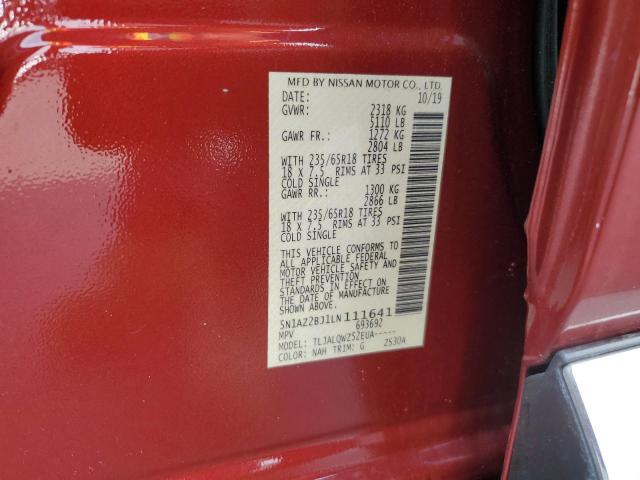 MFD BY NISSAN MOTOR CO., LTD.
DATE: 10/19
GVWR: 2318 KG
5110 LB
GAWR FR.: 1272 KG
2804 LB
WITH 235/65R18 TIRES
18 X 7.5 RIMS AT 33 PSI
COLD SINGLE
GAWR RR.: 1300 KG
2866 LB
WITH 235/65R18 TIRES
18 X 7.5 RIMS AT 33 PSI
COLD SINGLE
THIS VEHICLE CONFORMS TO
ALL APPLICABLE FEDERAL
MOTOR VEHICLE SAFETY AND
THEFT PREVENTION
STANDARDS IN EFFECT ON
THE DATE OF MANUFACTURE
SHOWN ABOVE.
5N1AZ2BJ1LN111641
MPV 693692
MODEL: TLJALQWZ52EUA-----
COLOR: NAH TRIM: G Z530A